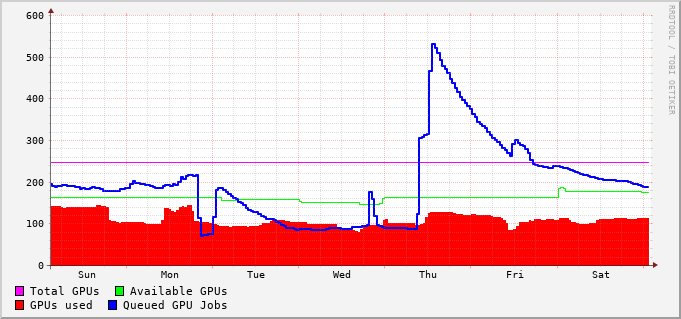 600
500
400
300
200
100
0
Sun Mon Tue Wed Thu Fri Sat
Total GPUs Available GPUs
GPUs used Queued GPU Jobs
RRDTOOL / TOBI OETIKER